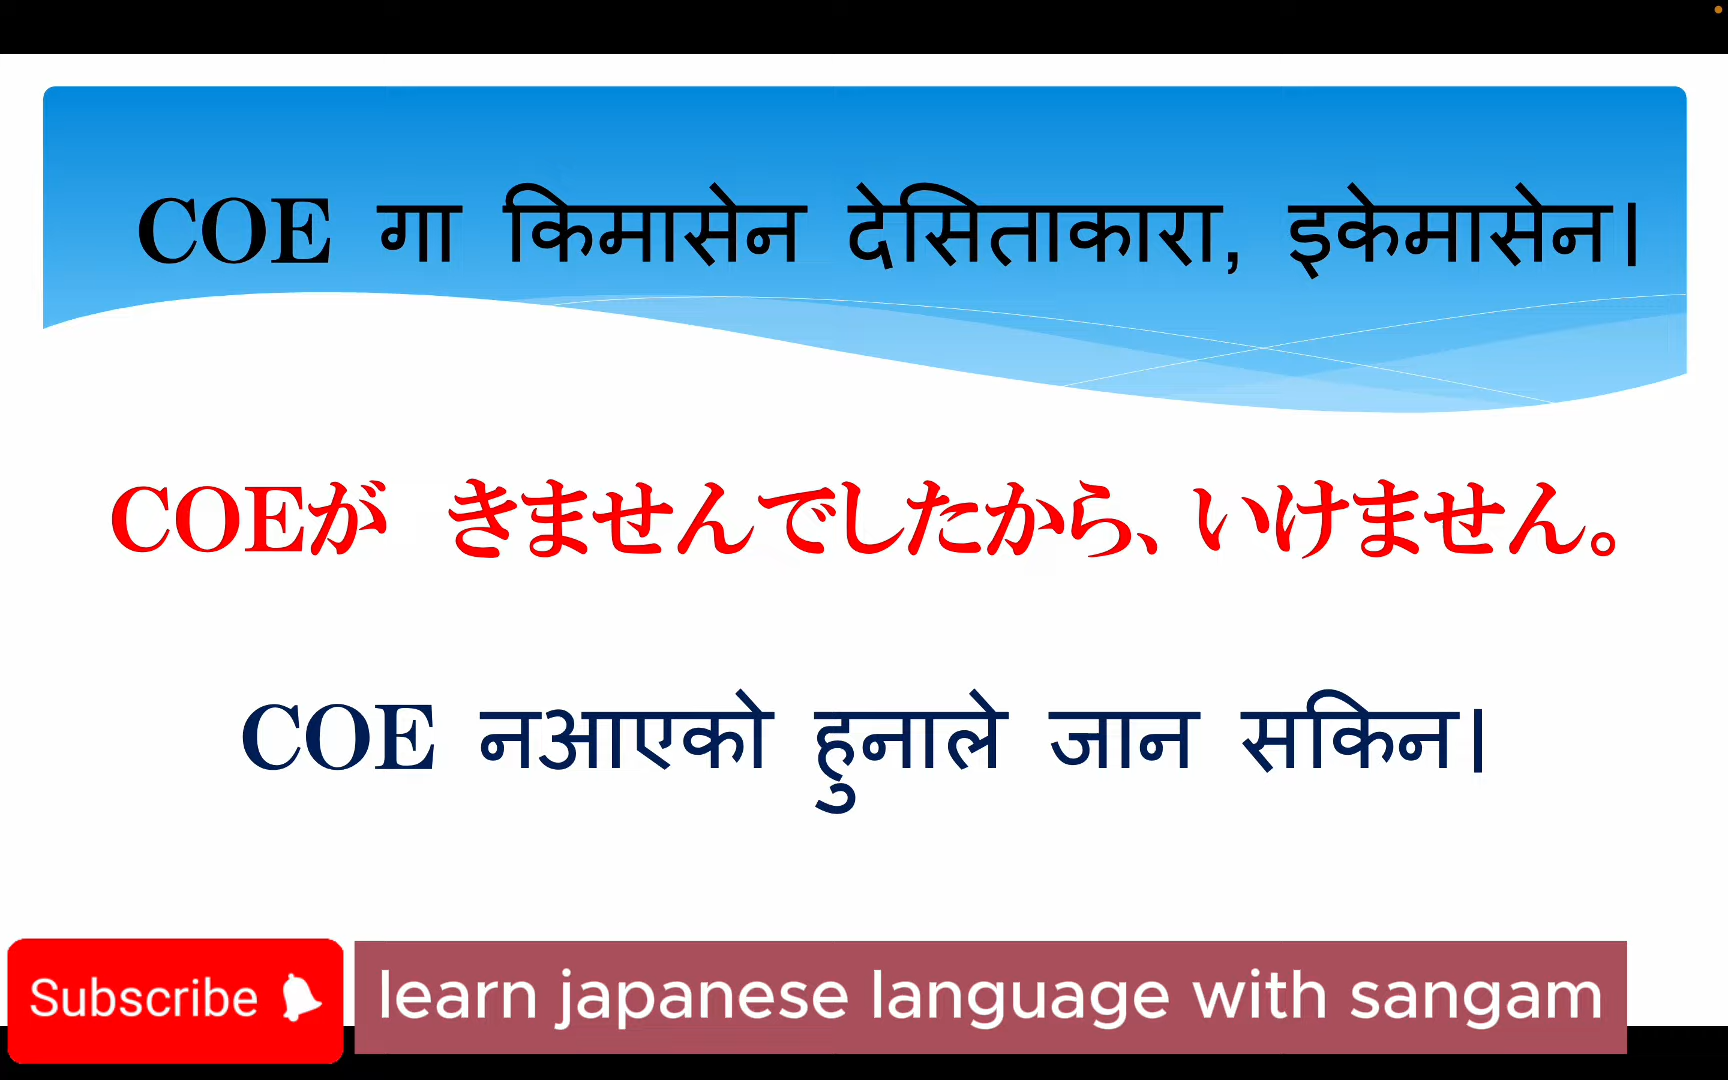 COE गा किमासेन देसिताकारा, इकेमासेन।
COEが きませんでしたから、いけません。
COE नआएको हुनाले जान सकिन।
Subscribe
learn japanese language with sangam